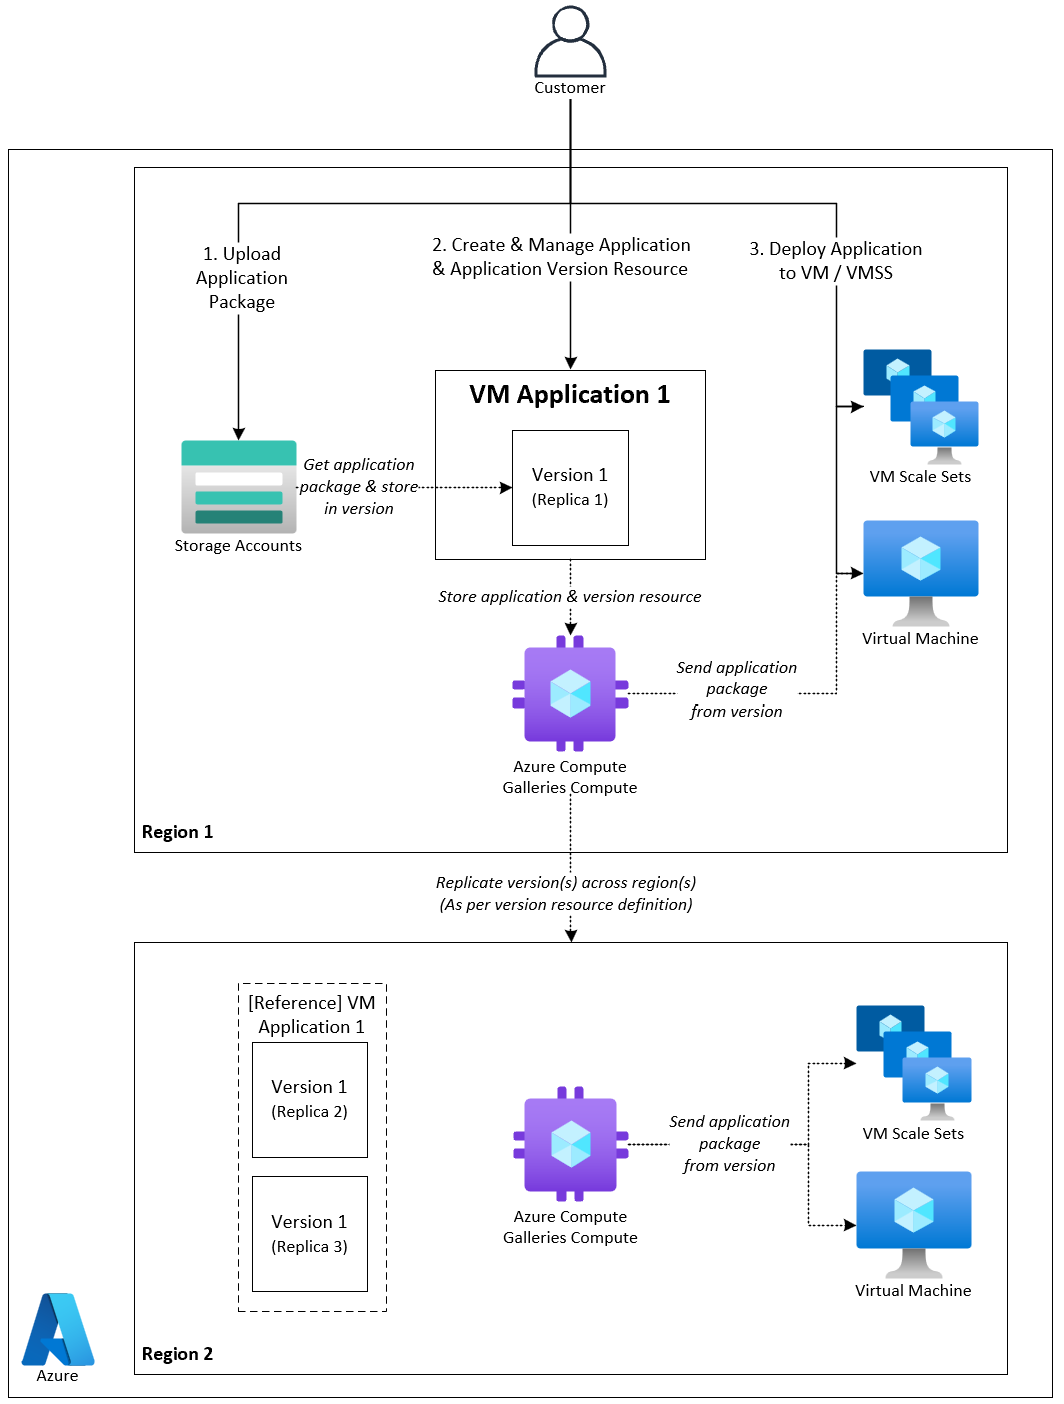 Customer
1. Upload
Application
Package
2. Create & Manage Application
& Application Version Resource
3. Deploy Application
to VM / VMSS
VM Application 1
Version 1
(Replica 1)
Get application
package & store
in version
Storage Accounts
VM Scale Sets
Virtual Machine
Store application & version resource
Send application
package
from version
Azure Compute
Galleries Compute
Region 1
Replicate version(s) across region(s)
(As per version resource definition)
[Reference] VM
Application 1
Version 1
(Replica 2)
Version 1
(Replica 3)
Azure Compute
Galleries Compute
Send application
package
from version
VM Scale Sets
Virtual Machine
Region 2
Azure